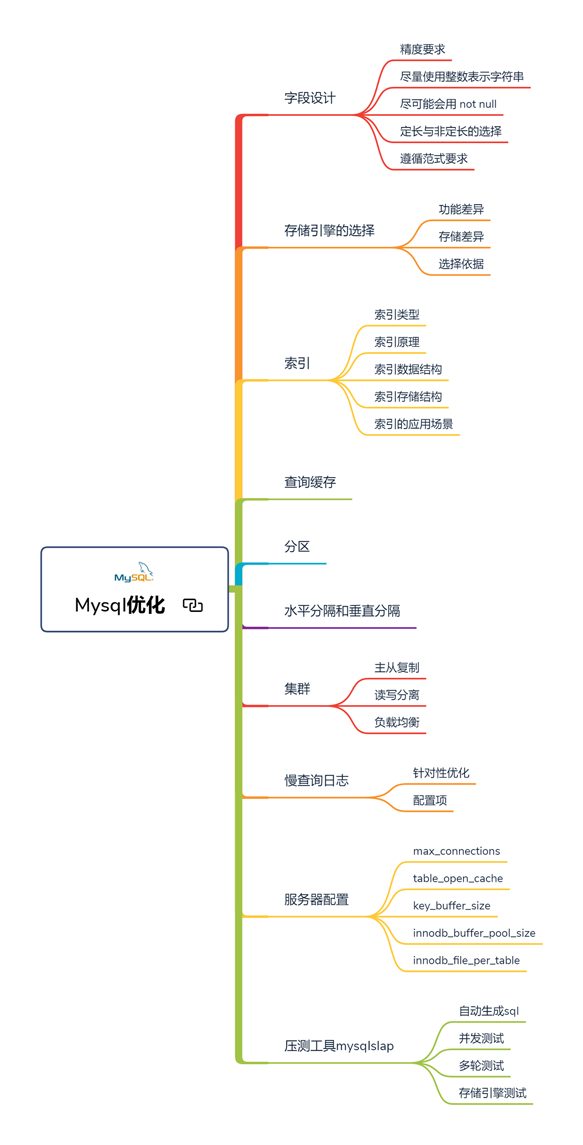 字段设计
精度要求
尽量使用整数表示字符串
尽可能会用 not null
定长与非定长的选择
遵循范式要求
存储引擎的选择
功能差异
存储差异
选择依据
索引
索引类型
索引原理
索引数据结构
索引存储结构
索引的应用场景
查询缓存
分区
MySQL
Mysql优化
水平分隔和垂直分隔
集群
主从复制
读写分离
负载均衡
慢查询日志
针对性优化
配置项
服务器配置
max_connections
table_open_cache
key_buffer_size
innodb_buffer_pool_size
innodb_file_per_table
压测工具mysqlslap
自动生成sql
并发测试
多轮测试
存储引擎测试